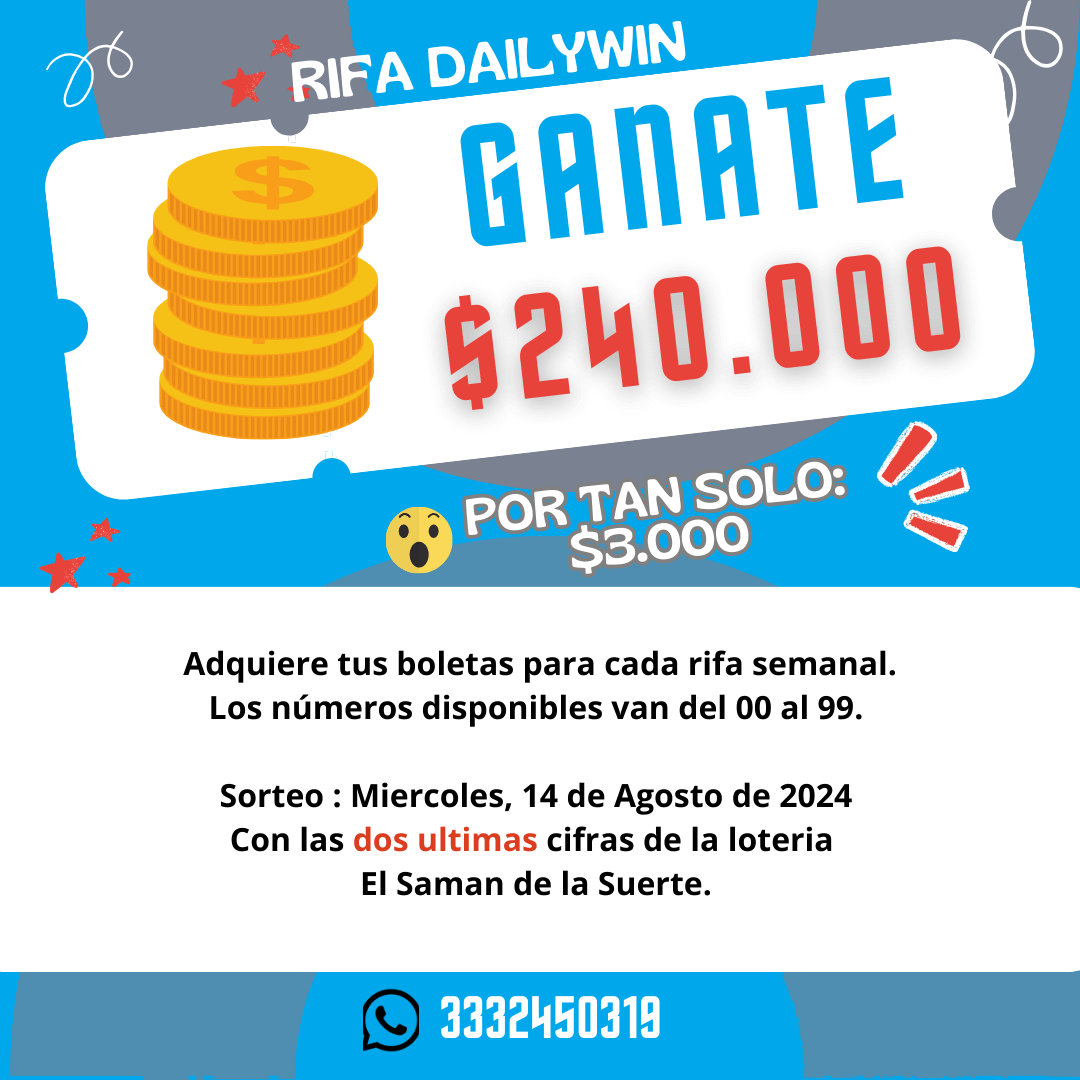 RIFA DAILYWIN
GANATE
$240.000
$
POR TAN SOLO:
$3.000
Adquiere tus boletas para cada rifa semanal.
Los números disponibles van del 00 al 99.
Sorteo : Miercoles, 14 de Agosto de 2024
Con las dos ultimas cifras de la loteria
El Saman de la Suerte.
3332450319